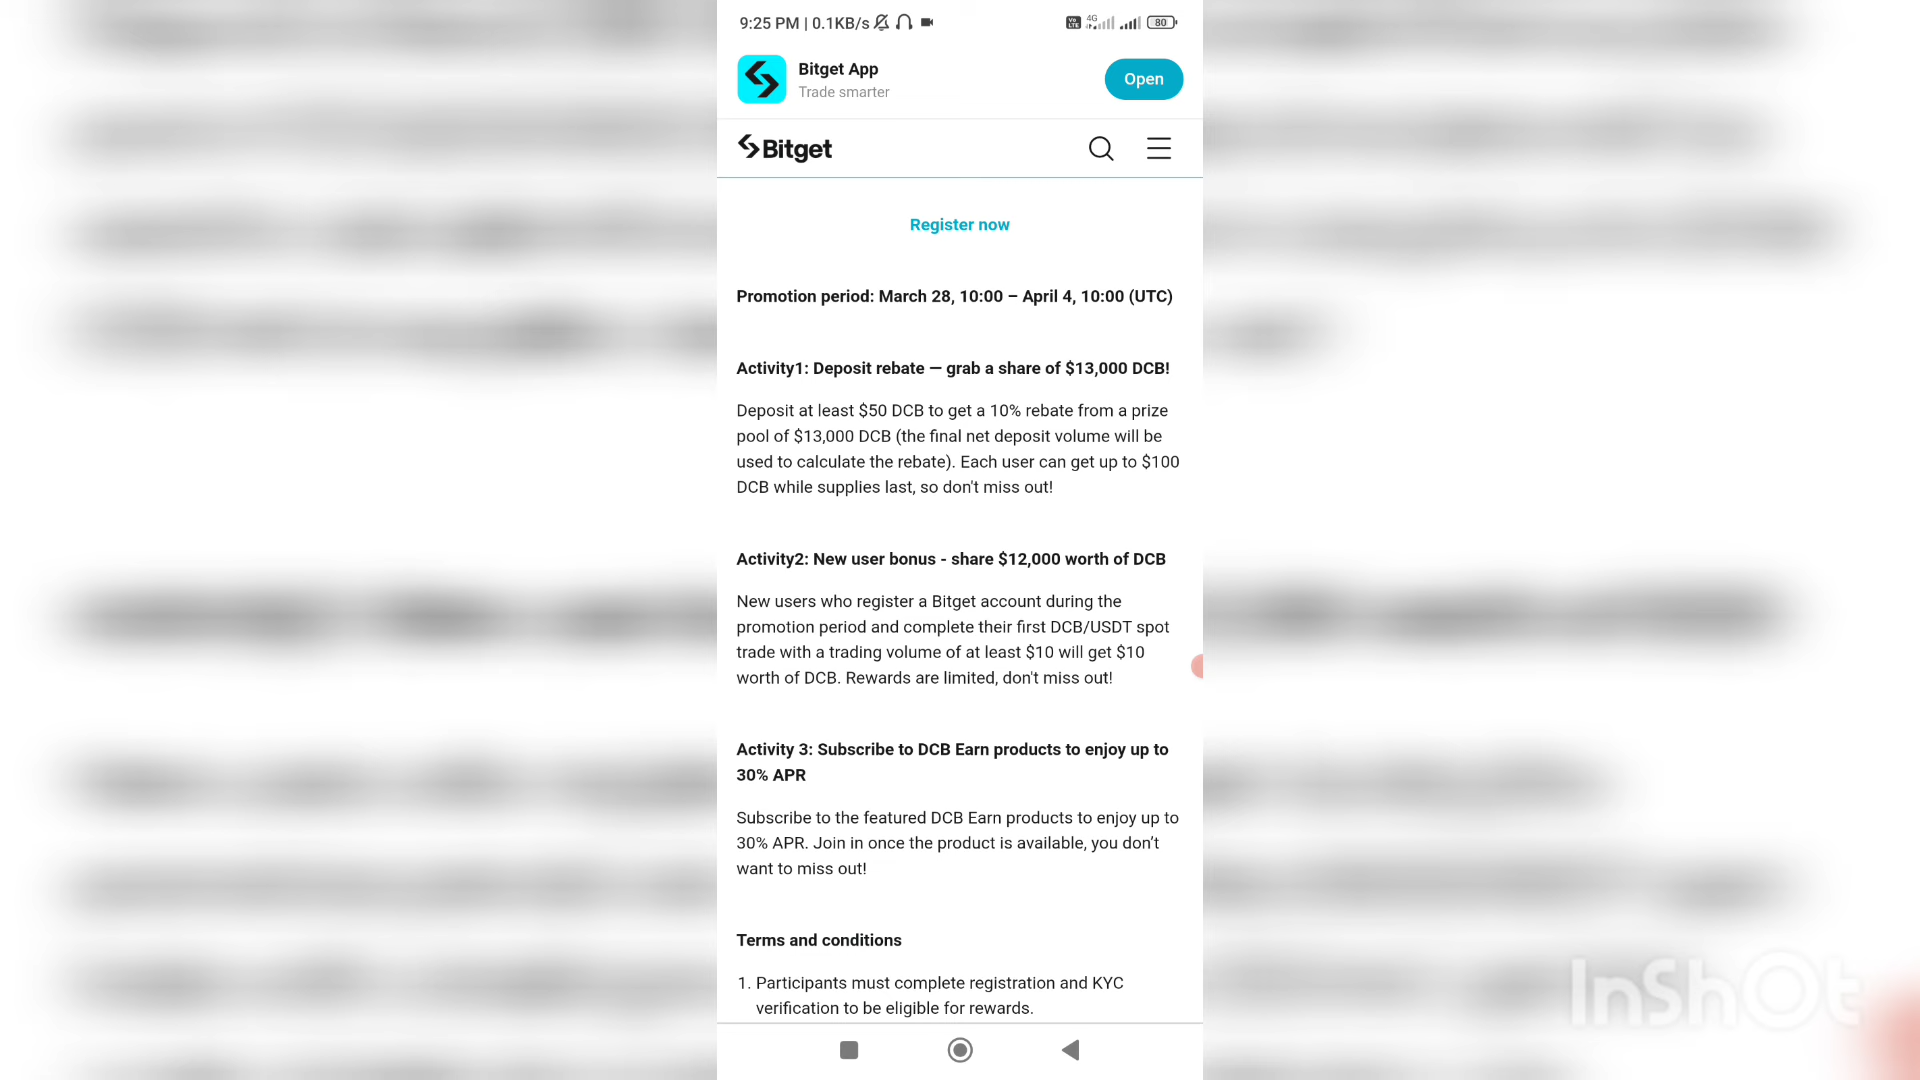 9:25 PM | 0.1KB/s
Vo LTE 4G 80
Bitget App
Trade smarter
Open
Bitget
Register now
Promotion period: March 28, 10:00 – April 4, 10:00 (UTC)
Activity1: Deposit rebate — grab a share of $13,000 DCB!
Deposit at least $50 DCB to get a 10% rebate from a prize
pool of $13,000 DCB (the final net deposit volume will be
used to calculate the rebate). Each user can get up to $100
DCB while supplies last, so don't miss out!
Activity2: New user bonus - share $12,000 worth of DCB
New users who register a Bitget account during the
promotion period and complete their first DCB/USDT spot
trade with a trading volume of at least $10 will get $10
worth of DCB. Rewards are limited, don't miss out!
Activity 3: Subscribe to DCB Earn products to enjoy up to
30% APR
Subscribe to the featured DCB Earn products to enjoy up to
30% APR. Join in once the product is available, you don’t
want to miss out!
Terms and conditions
1. Participants must complete registration and KYC
verification to be eligible for rewards.
InShOt